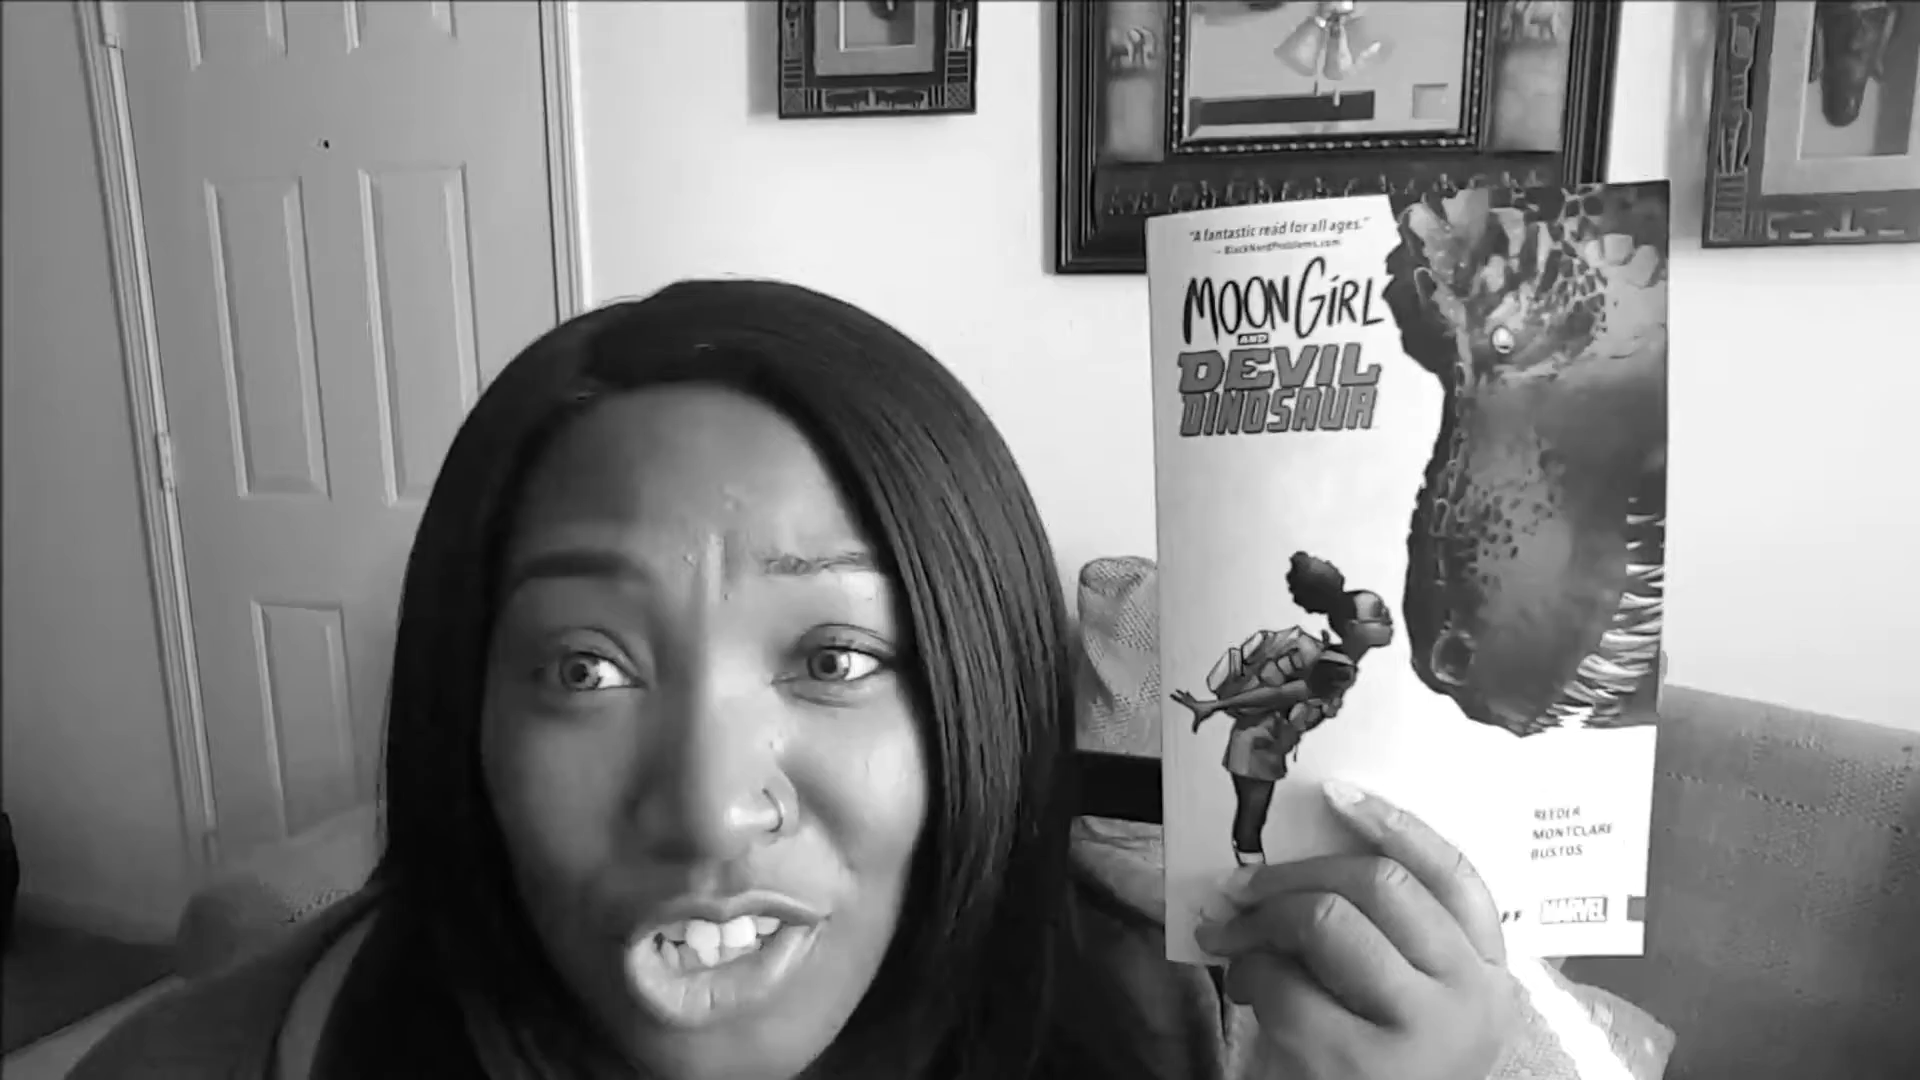 "A fantastic read for all ages."
- BlackNerdProblems.com
MOON GiRL
AND
DEVIL
DINOSAUR
REEDER
MONTCLARE
BUSTOS
MARVEL